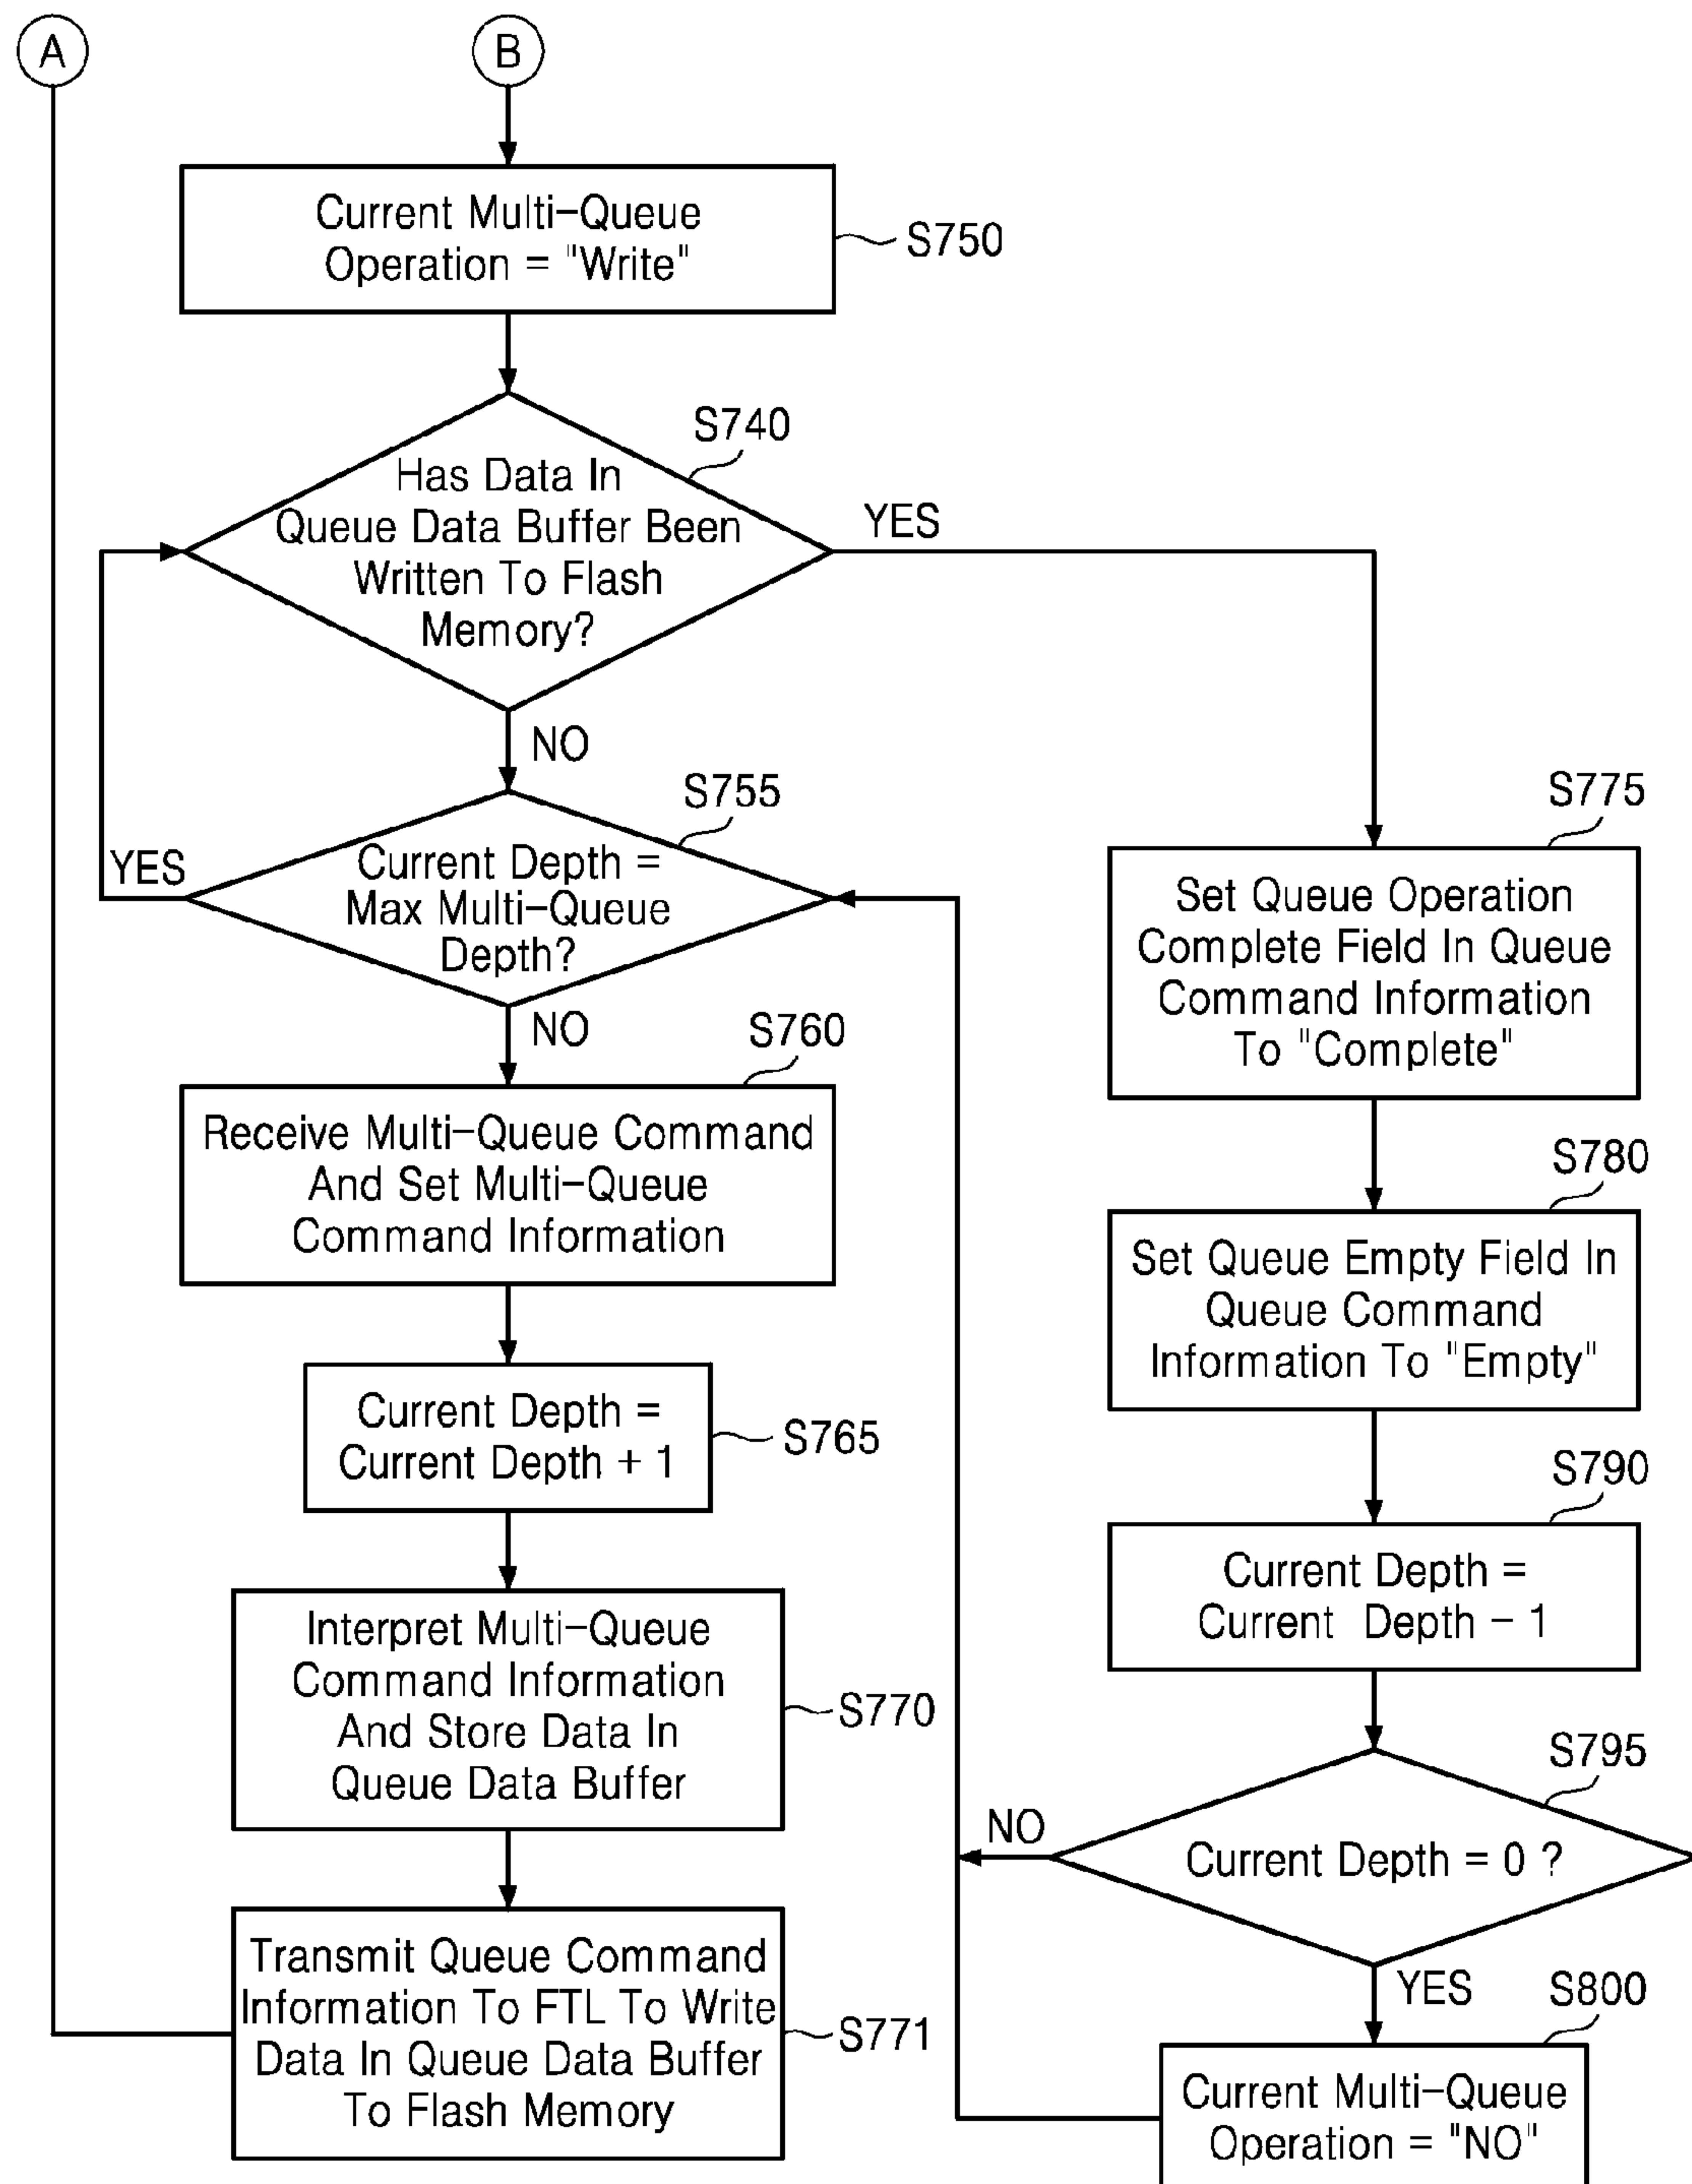 A
B
Current Multi-Queue
Operation = "Write"
S750
S740
Has Data In
Queue Data Buffer Been
Written To Flash
Memory?
YES
NO
S755
Current Depth =
Max Multi-Queue
Depth?
YES
NO
S760
Receive Multi-Queue Command
And Set Multi-Queue
Command Information
Current Depth =
Current Depth + 1
S765
Interpret Multi-Queue
Command Information
And Store Data In
Queue Data Buffer
S770
Transmit Queue Command
Information To FTL To Write
Data In Queue Data Buffer
To Flash Memory
S771
S775
Set Queue Operation
Complete Field In Queue
Command Information
To "Complete"
S780
Set Queue Empty Field In
Queue Command
Information To "Empty"
S790
Current Depth =
Current Depth - 1
S795
Current Depth = 0 ?
NO
YES
S800
Current Multi-Queue
Operation = "NO"